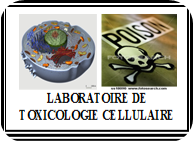 POISON
LABORATOIRE DE
TOXICOLOGIE CELLULAIRE